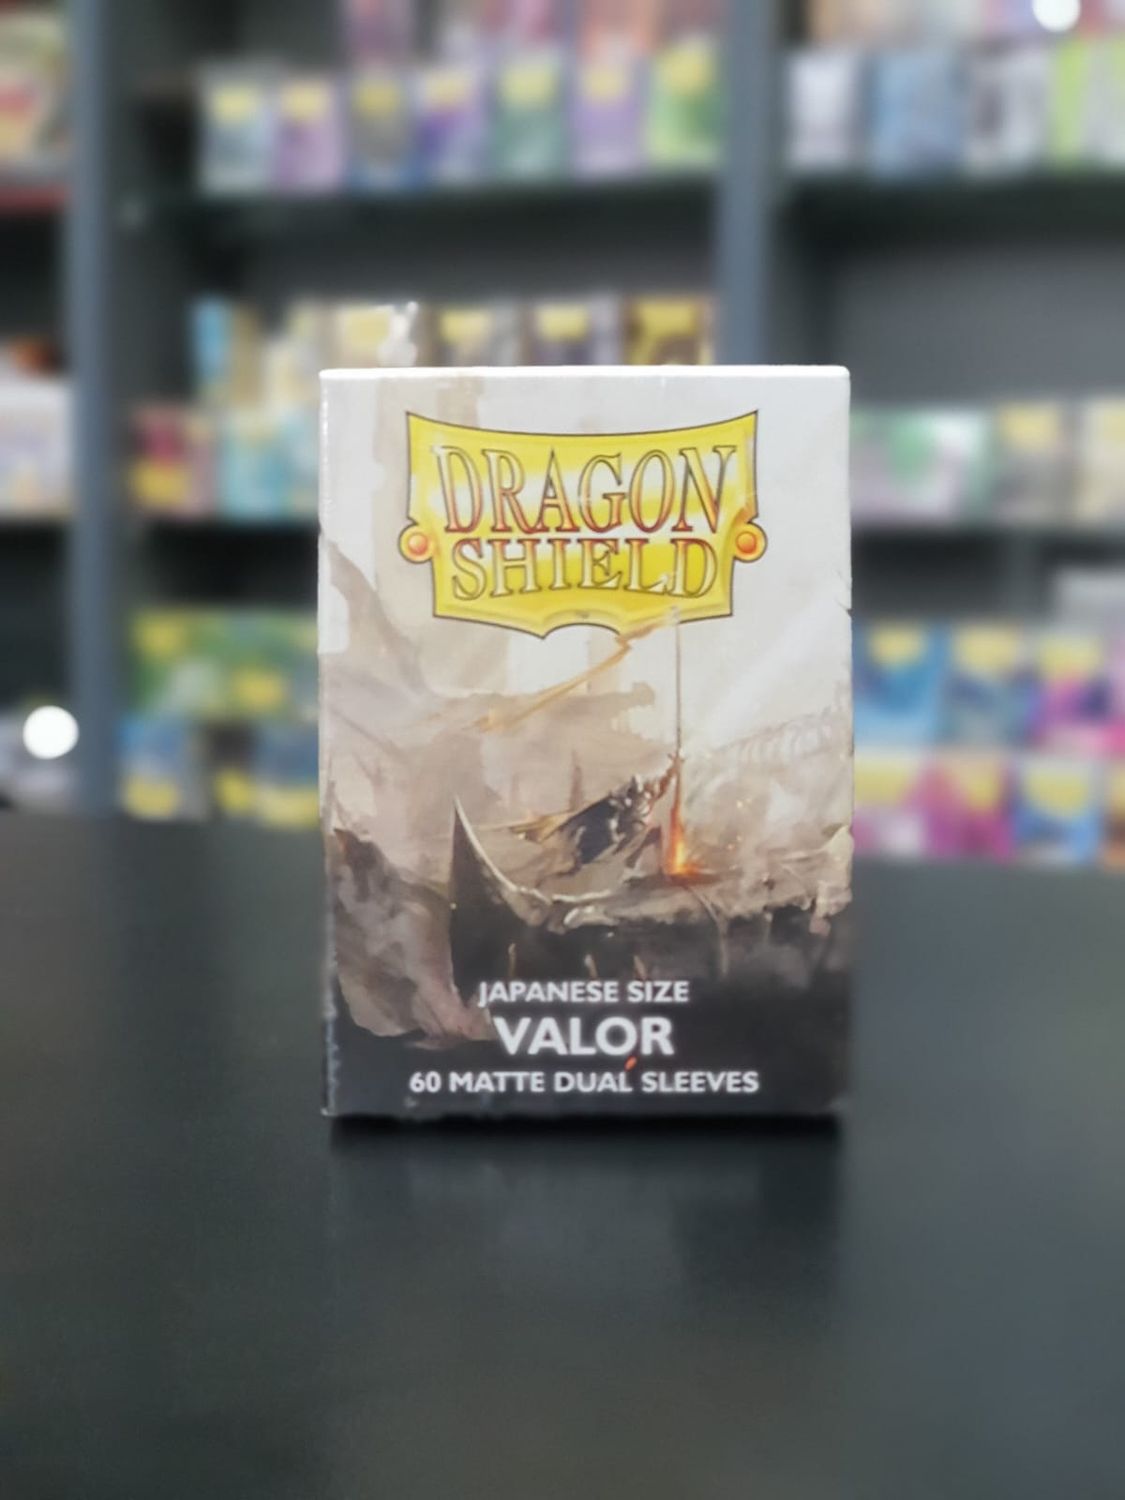 DRAGON
SHIELD
JAPANESE SIZE
VALOR
60 MATTE DUAL SLEEVES